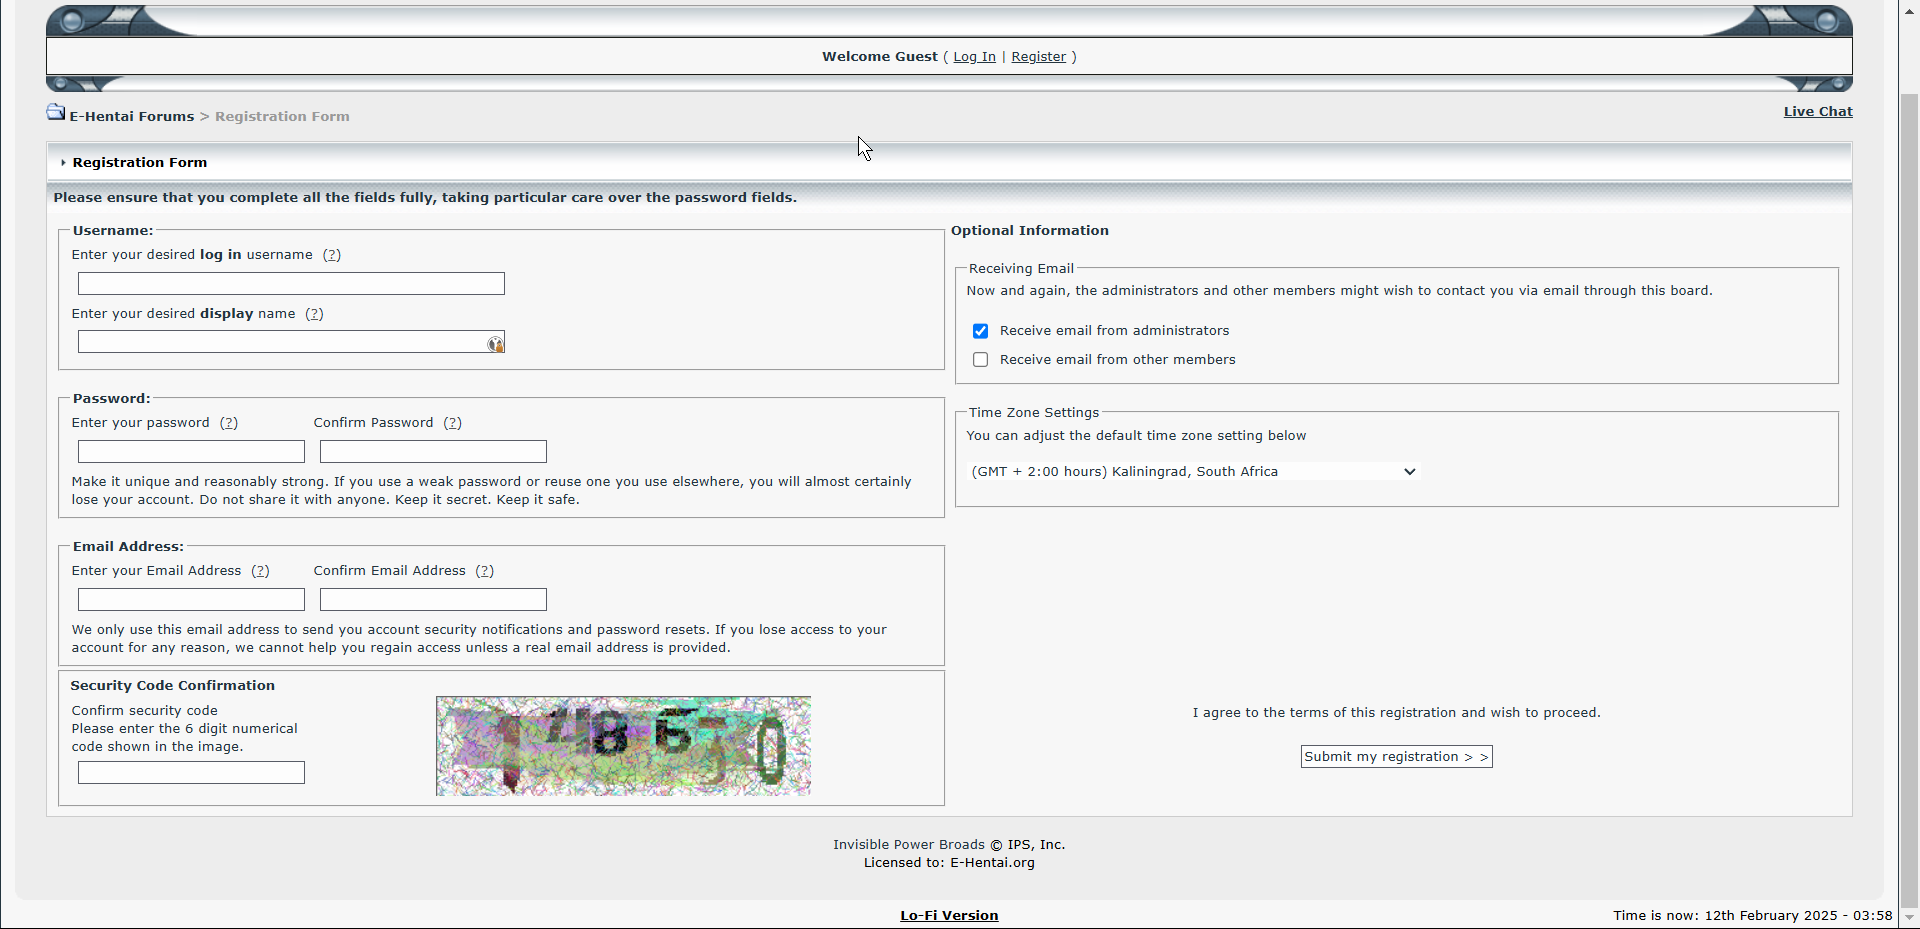 Welcome Guest ( Log In | Register )
E-Hentai Forums > Registration Form
Live Chat
Registration Form
Please ensure that you complete all the fields fully, taking particular care over the password fields.
Username:
Enter your desired log in username (?)
Enter your desired display name (?)
Password:
Enter your password (?) Confirm Password (?)
Make it unique and reasonably strong. If you use a weak password or reuse one you use elsewhere, you will almost certainly
lose your account. Do not share it with anyone. Keep it secret. Keep it safe.
Email Address:
Enter your Email Address (?) Confirm Email Address (?)
We only use this email address to send you account security notifications and password resets. If you lose access to your
account for any reason, we cannot help you regain access unless a real email address is provided.
Security Code Confirmation
Confirm security code
Please enter the 6 digit numerical
code shown in the image.
Optional Information
Receiving Email
Now and again, the administrators and other members might wish to contact you via email through this board.
Receive email from administrators
Receive email from other members
Time Zone Settings
You can adjust the default time zone setting below
(GMT + 2:00 hours) Kaliningrad, South Africa
I agree to the terms of this registration and wish to proceed.
Submit my registration > >
Invisible Power Broads © IPS, Inc.
Licensed to: E-Hentai.org
Lo-Fi Version
Time is now: 12th February 2025 - 03:58